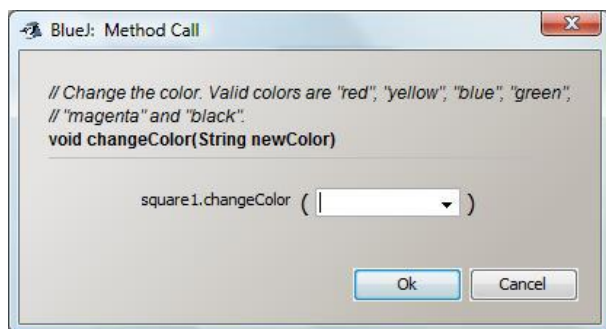 BlueJ: Method Call
// Change the color. Valid colors are "red", "yellow", "blue", "green",
// "magenta" and "black".
void changeColor(String newColor)
square1.changeColor ( )
Ok Cancel